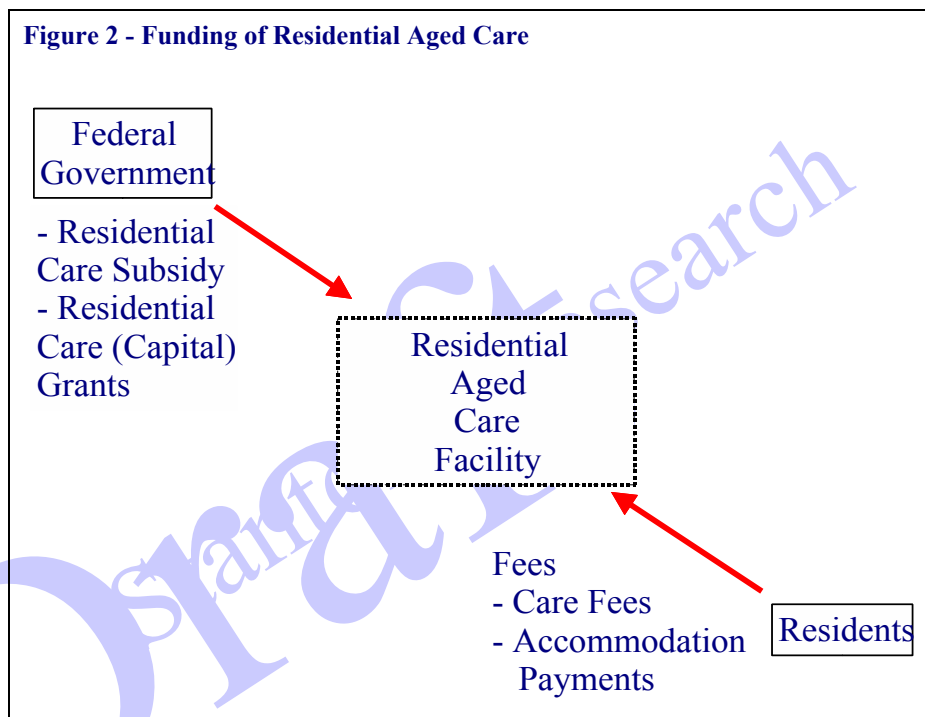 Figure 2 - Funding of Residential Aged Care
Federal
Government
- Residential
Care Subsidy
- Residential
Care (Capital)
Grants
Residential
Aged
Care
Facility
Fees
- Care Fees
- Accommodation
Payments
Residents
Draft